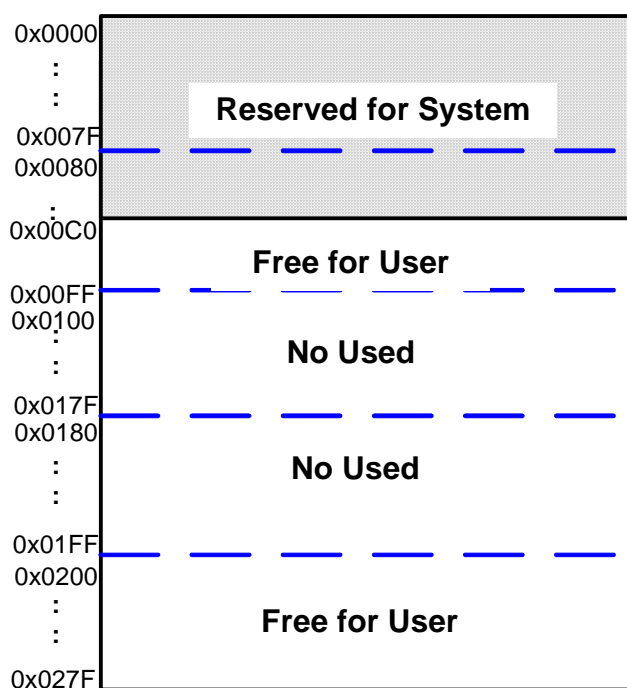 0x0000
:
:
Reserved for System
0x007F
0x0080
:
0x00C0
Free for User
0x00FF
0x0100
:
:
No Used
0x017F
0x0180
No Used
:
:
0x01FF
0x0200
:
Free for User
:
0x027F